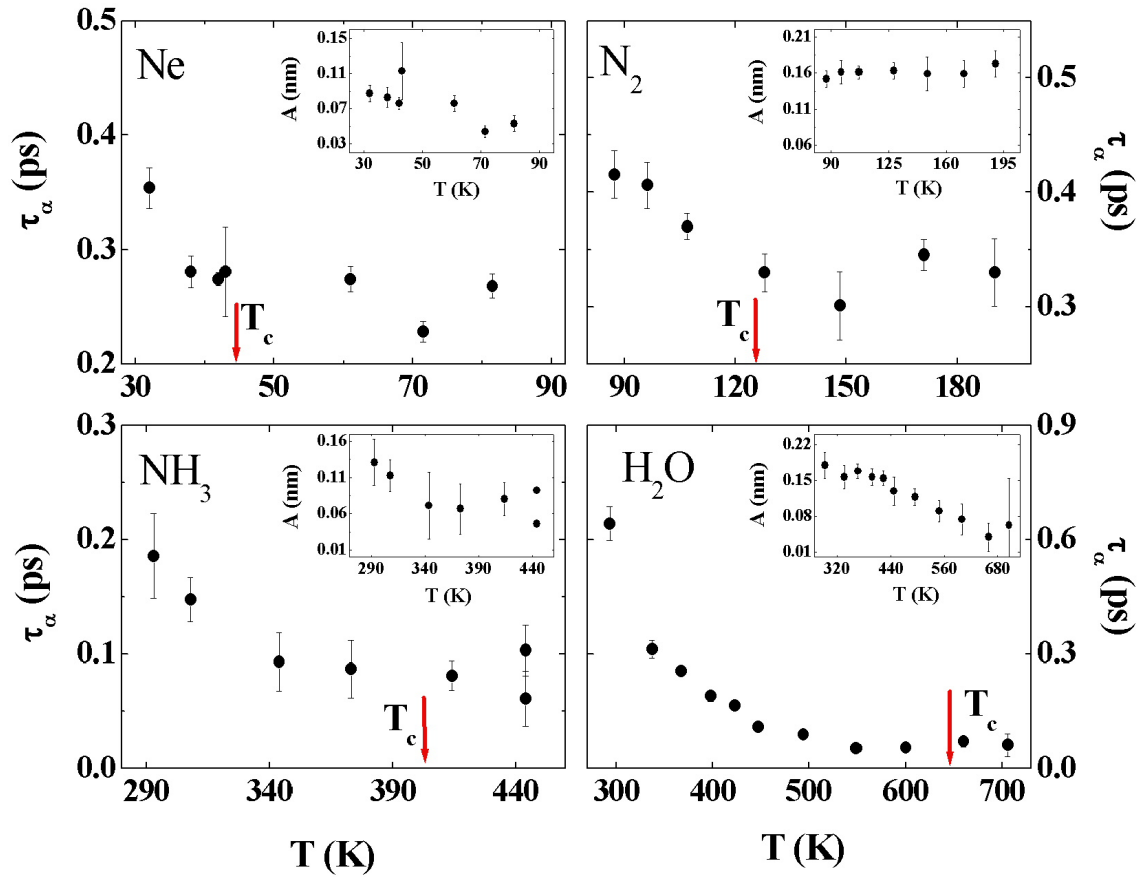 Ne
τα (ps)
0.5
0.4
0.3
0.2
30
50
70
90
Tc
A (nm)
0.15
0.11
0.07
0.03
30
50
70
90
T (K)
N2
τα (ps)
0.5
0.4
0.3
90
120
150
180
Tc
A (nm)
0.21
0.16
0.11
0.06
90
125
160
195
T (K)
NH3
τα (ps)
0.3
0.2
0.1
0.0
290
340
390
440
T (K)
Tc
A (nm)
0.16
0.11
0.06
0.01
290
340
390
440
T (K)
H2O
τα (ps)
0.9
0.6
0.3
0.0
300
400
500
600
700
T (K)
Tc
A (nm)
0.22
0.15
0.08
0.01
320
440
560
680
T (K)